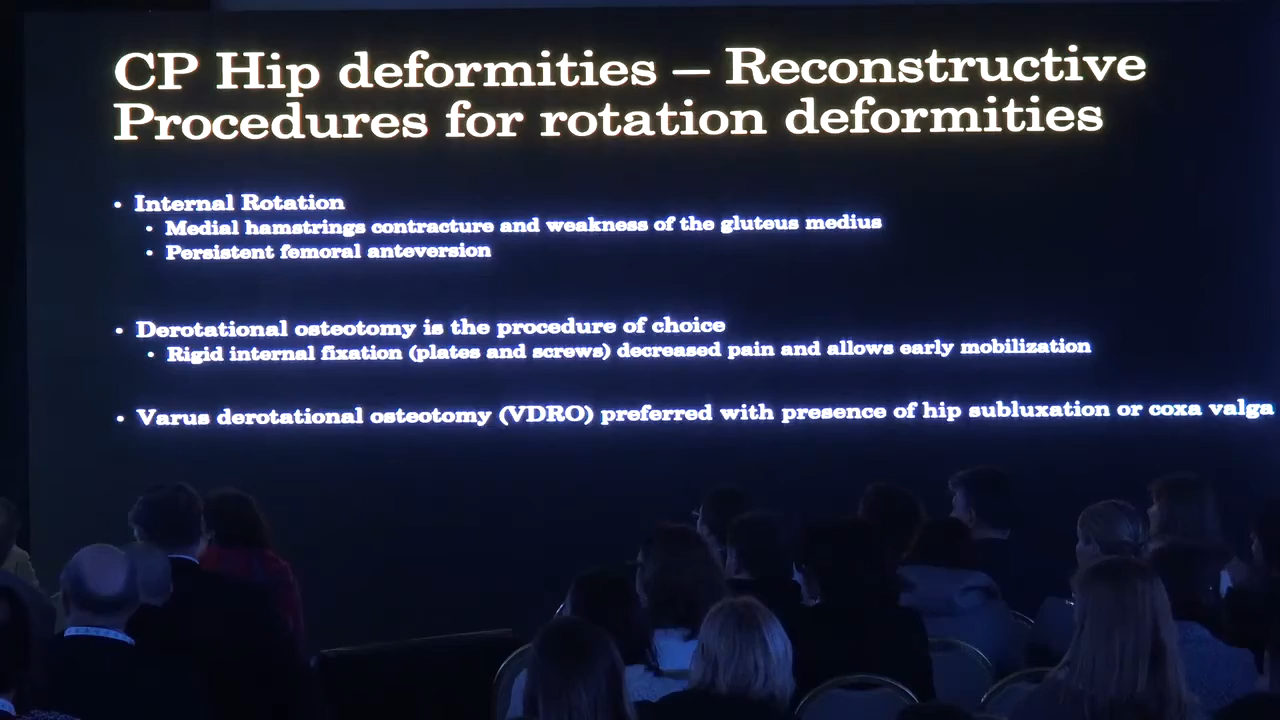 CP Hip deformities – Reconstructive
Procedures for rotation deformities
• Internal Rotation
• Medial hamstrings contracture and weakness of the gluteus medius
• Persistent femoral anteversion
• Derotational osteotomy is the procedure of choice
• Rigid internal fixation (plates and screws) decreased pain and allows early mobilization
• Varus derotational osteotomy (VDRO) preferred with presence of hip subluxation or coxa valga